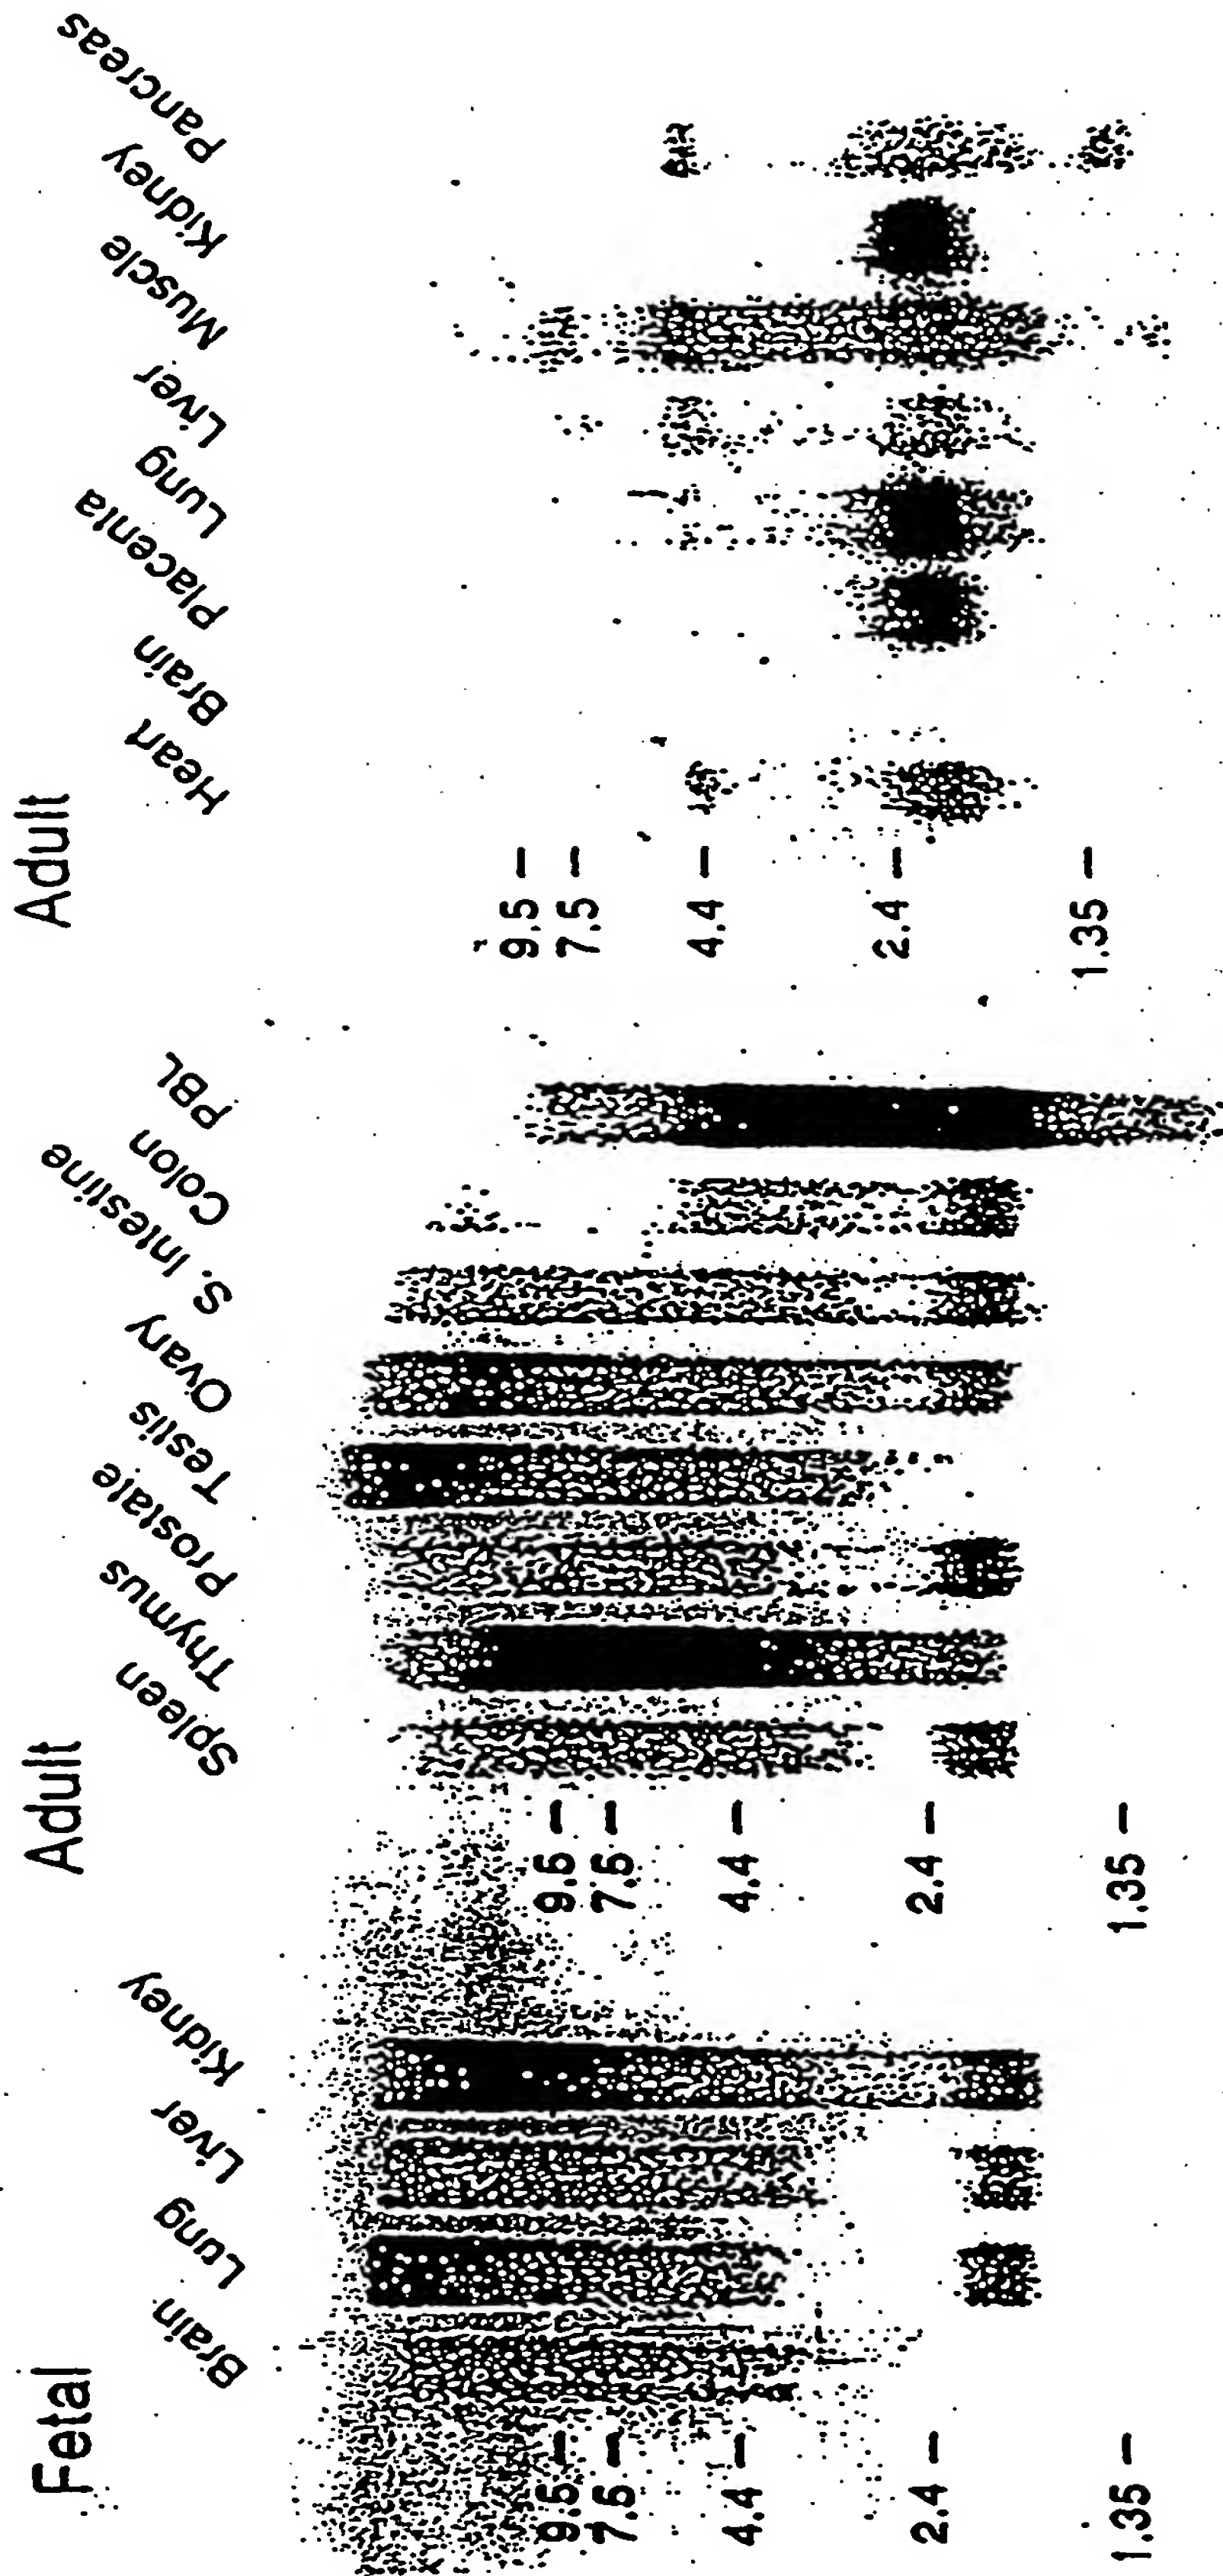 Fetal
Brain
Lung
Liver
Kidney
9.5
7.5
4.4
2.4
1.35
Adult
Spleen
Thymus
Prostate
Testis
Ovary
S. Intestine
Colon
PBL
9.5
7.5
4.4
2.4
1.35
Adult
Heart
Brain
Placenta
Lung
Liver
Muscle
Kidney
Pancreas
9.5
7.5
4.4
2.4
1.35